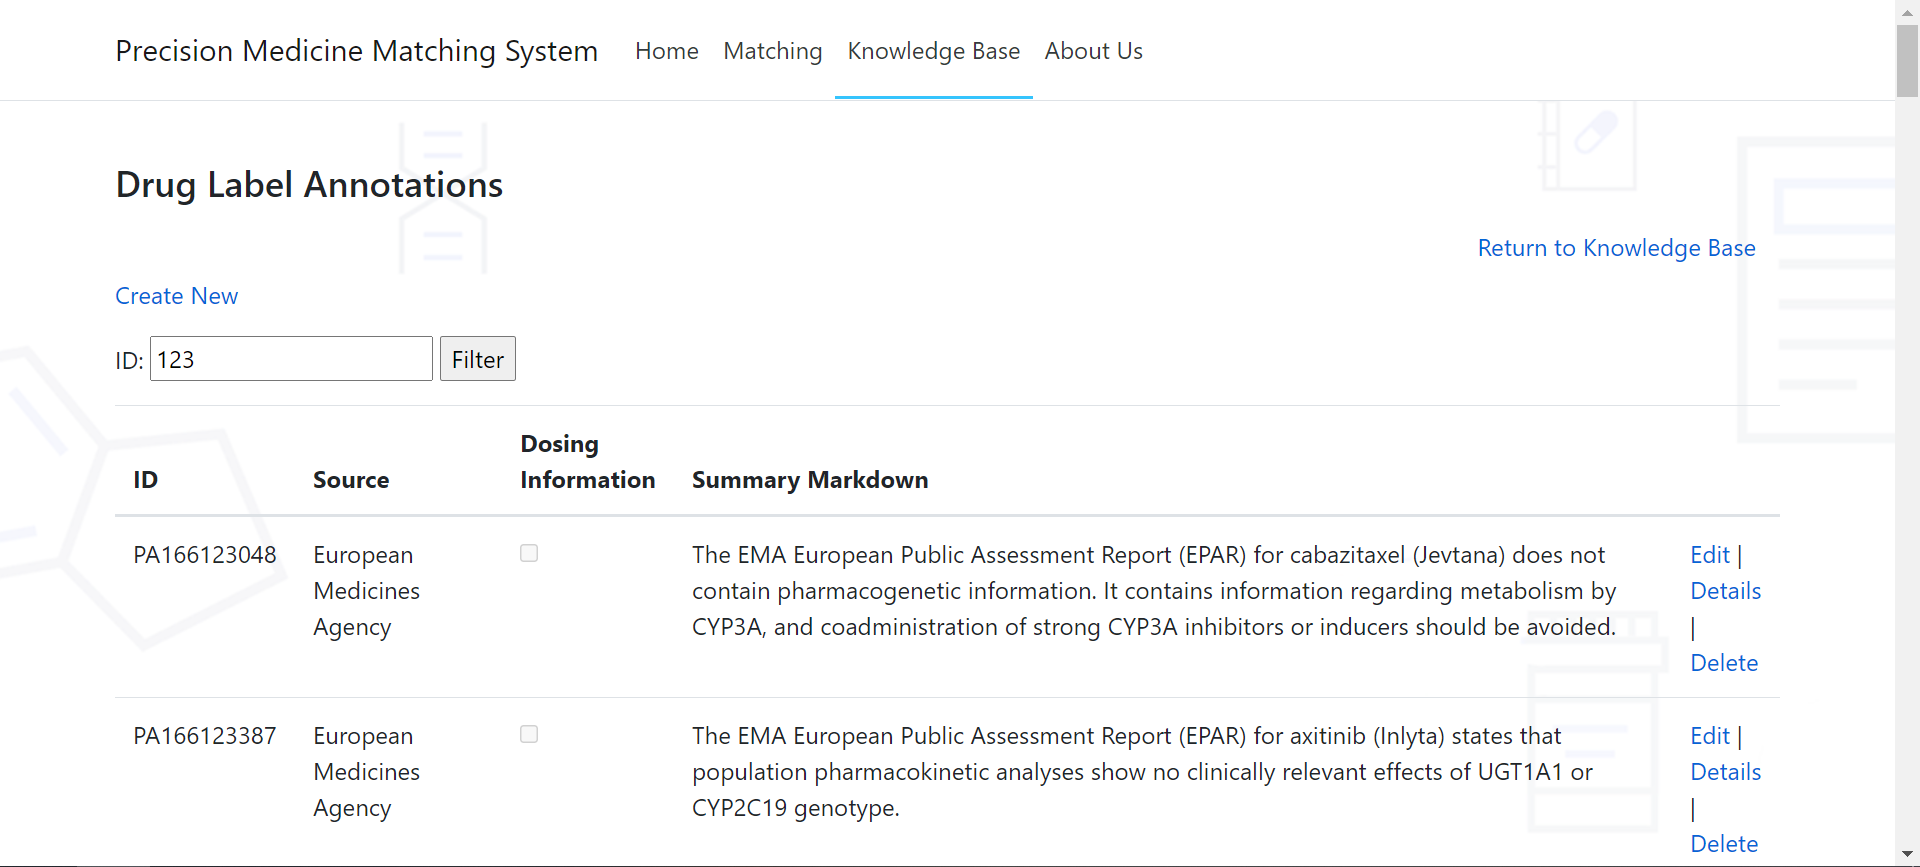 Precision Medicine Matching System Home Matching Knowledge Base About Us
Drug Label Annotations
Return to Knowledge Base
Create New
ID: 123 Filter
ID Source Dosing Information Summary Markdown
PA166123048 European Medicines Agency
The EMA European Public Assessment Report (EPAR) for cabazitaxel (Jevtana) does not
contain pharmacogenetic information. It contains information regarding metabolism by
CYP3A, and coadministration of strong CYP3A inhibitors or inducers should be avoided.
Edit |
Details
|
Delete
PA166123387 European Medicines Agency
The EMA European Public Assessment Report (EPAR) for axitinib (Inlyta) states that
population pharmacokinetic analyses show no clinically relevant effects of UGT1A1 or
CYP2C19 genotype.
Edit |
Details
|
Delete